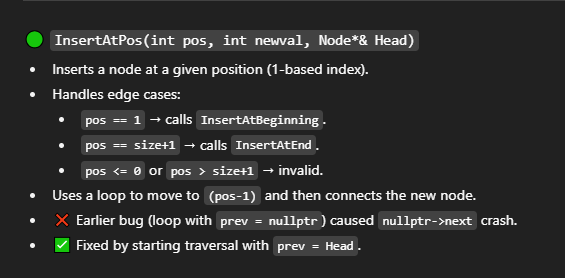 🟢 InsertAtPos(int pos, int newval, Node*& Head)
• Inserts a node at a given position (1-based index).
• Handles edge cases:
• pos == 1 → calls InsertAtBeginning .
• pos == size+1 → calls InsertAtEnd .
• pos <= 0 or pos > size+1 → invalid.
• Uses a loop to move to (pos-1) and then connects the new node.
• ❌ Earlier bug (loop with prev = nullptr ) caused nullptr->next crash.
• ✅ Fixed by starting traversal with prev = Head .